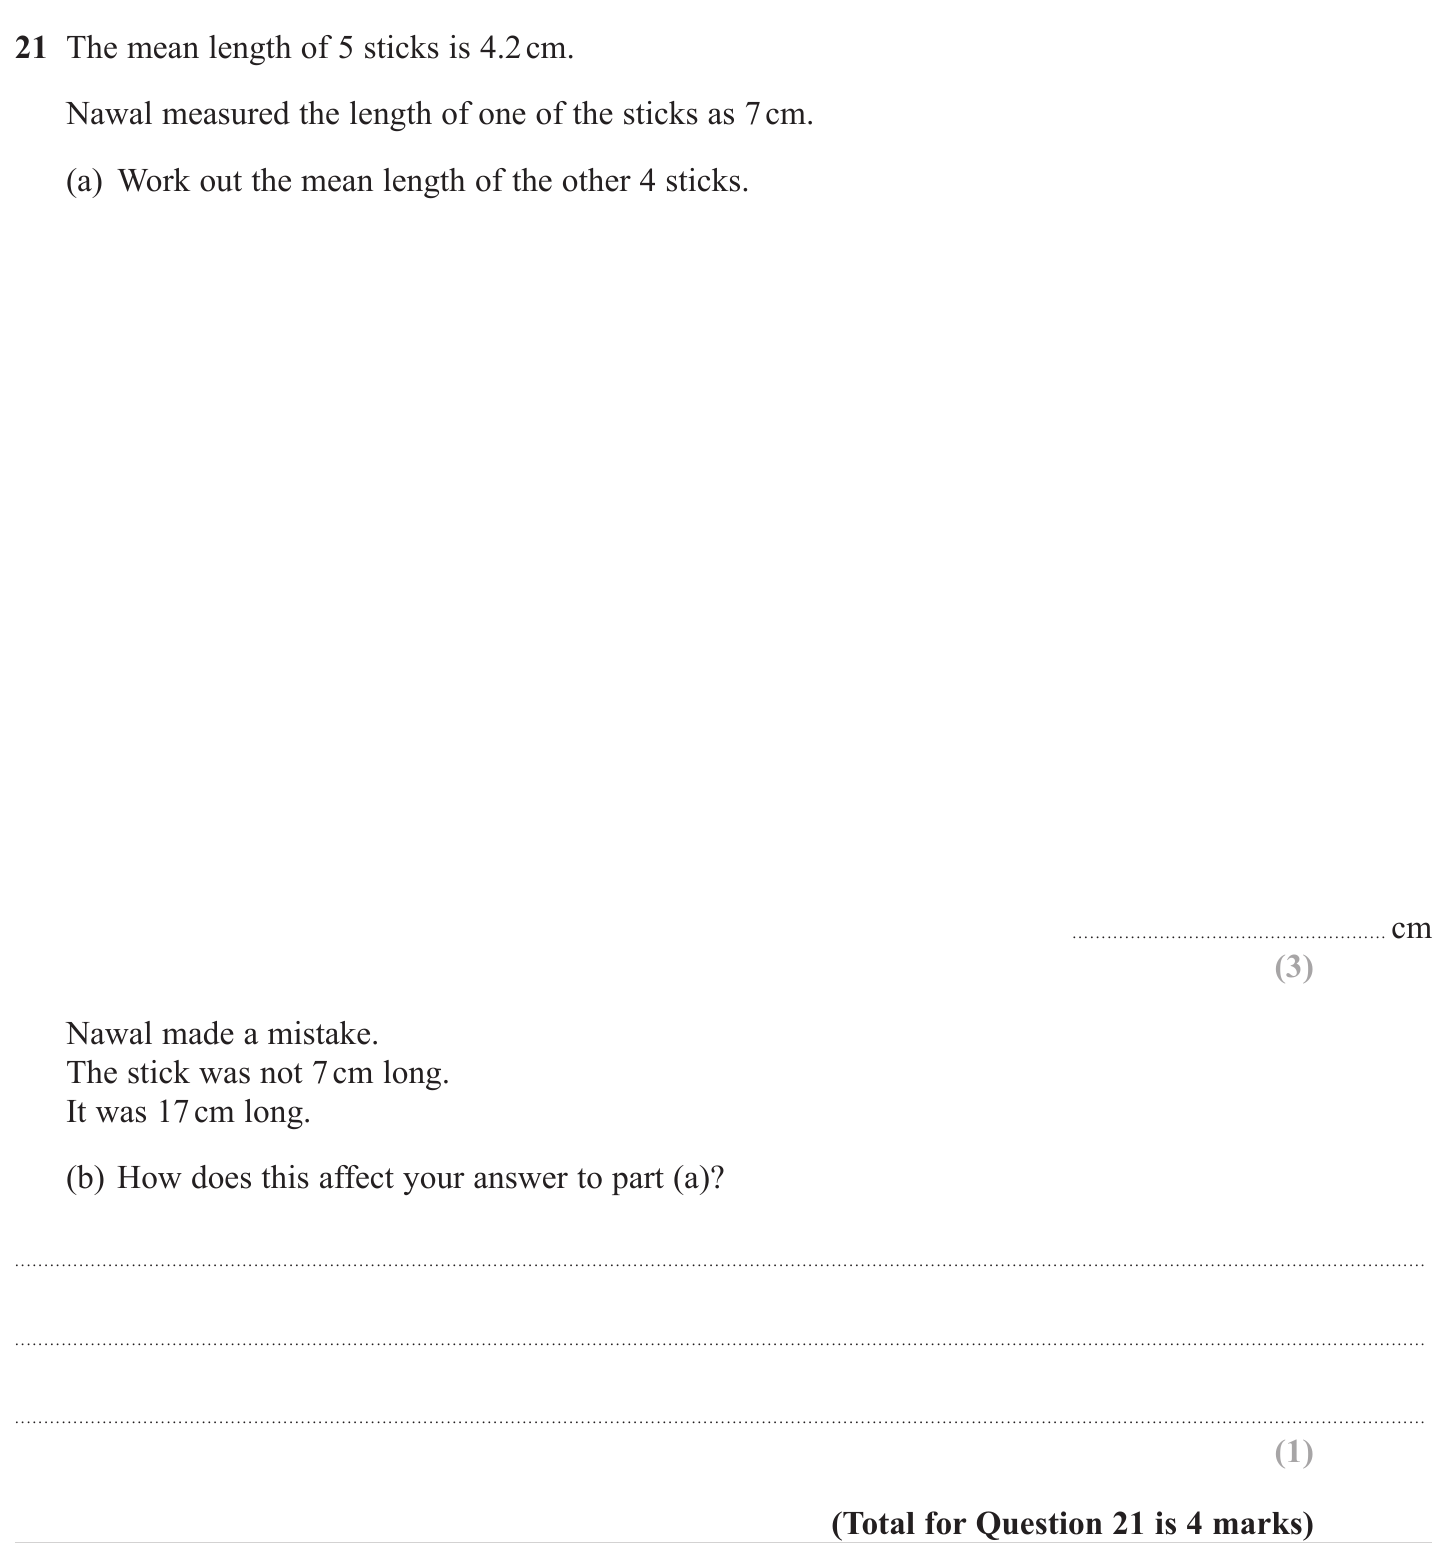 21 The mean length of 5 sticks is 4.2 cm.
Nawal measured the length of one of the sticks as 7 cm.
(a) Work out the mean length of the other 4 sticks.
cm
(3)
Nawal made a mistake.
The stick was not 7 cm long.
It was 17 cm long.
(b) How does this affect your answer to part (a)?
(1)
(Total for Question 21 is 4 marks)